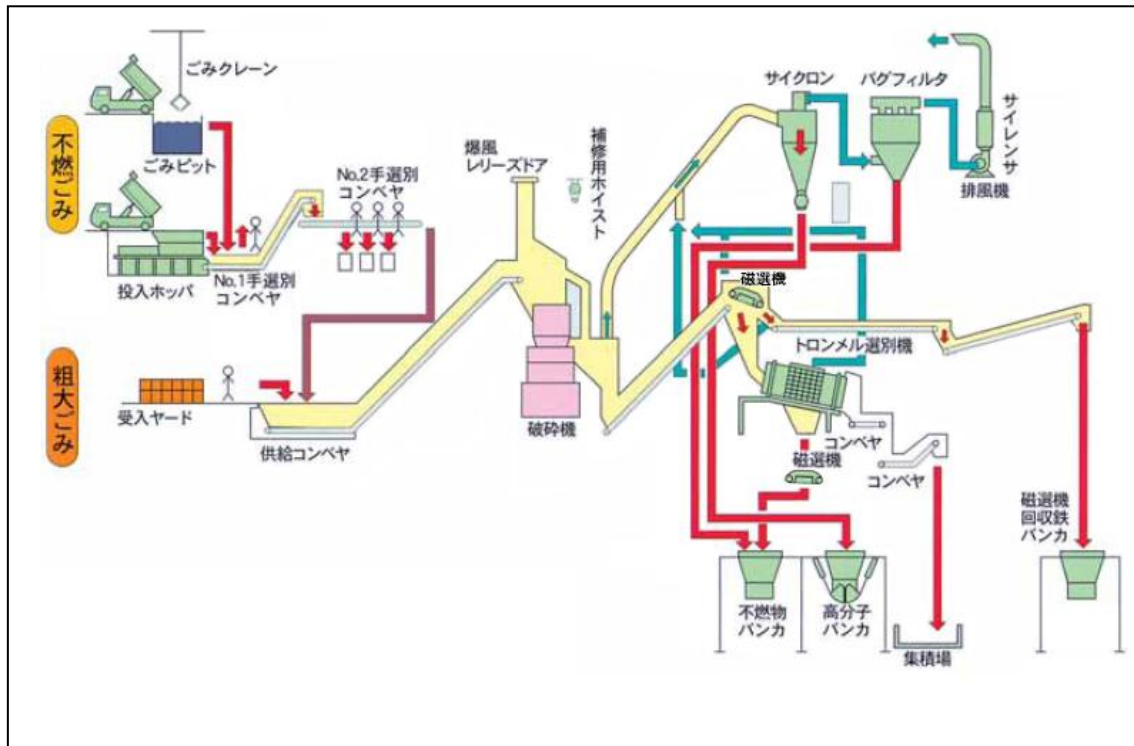 ごみクレーン
不燃ごみ
ごみピット
No.2手選別
コンベヤ
投入ホッパ
No.1手選別
コンベヤ
粗大ごみ
受入ヤード
供給コンベヤ
爆風
レリーズドア
補修用ホイスト
破砕機
サイクロン
バグフィルタ
サイレンサ
排風機
磁選機
トロンメル選別機
コンベヤ
磁選機
コンベヤ
磁選機
回収鉄
バンカ
不燃物
バンカ
高分子
バンカ
集積場